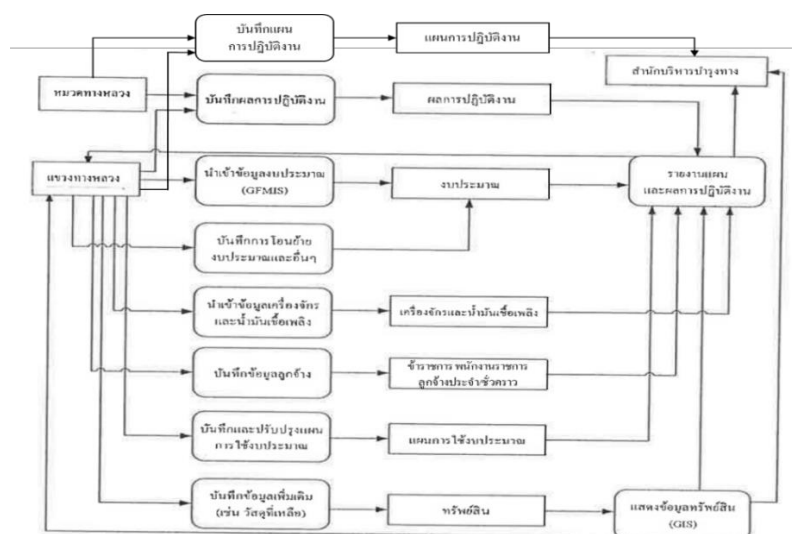 บันทึกแผน
การปฏิบัติงาน
แผนการปฏิบัติงาน
สำนักบริหารบำรุงทาง
หมวดทางหลวง
บันทึกผลการปฏิบัติงาน
ผลการปฏิบัติงาน
แขวงทางหลวง
นำเข้าข้อมูลงบประมาณ
(GFMIS)
งบประมาณ
รายงานแผน
และผลการปฏิบัติงาน
บันทึกการโอนย้าย
งบประมาณและอื่นๆ
นำเข้าข้อมูลเครื่องจักร
และน้ำมันเชื้อเพลิง
เครื่องจักรและน้ำมันเชื้อเพลิง
บันทึกข้อมูลลูกจ้าง
ข้าราชการ พนักงานราชการ
ลูกจ้างประจำ/ชั่วคราว
บันทึกและปรับปรุงแผน
การใช้งบประมาณ
แผนการใช้งบประมาณ
บันทึกข้อมูลเพิ่มเติม
(เช่น วัสดุที่เหลือ)
ทรัพย์สิน
แสดงข้อมูลทรัพย์สิน
(GIS)